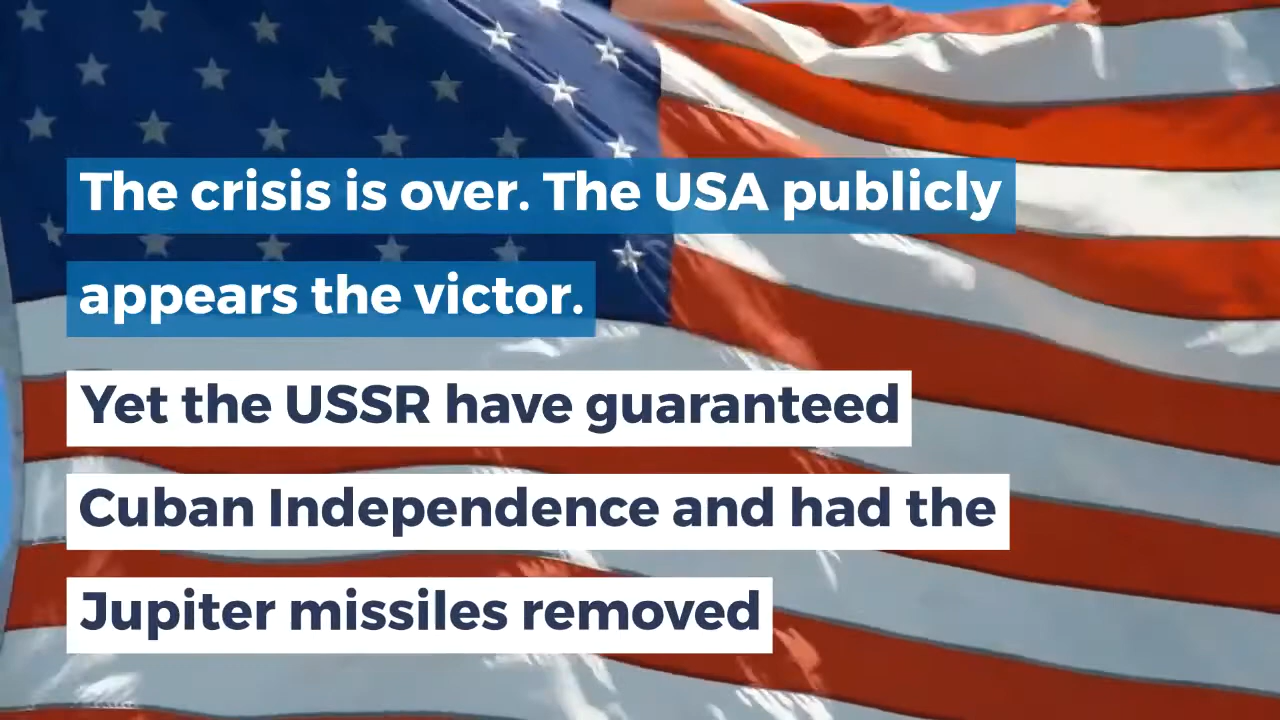 The crisis is over. The USA publicly
appears the victor.
Yet the USSR have guaranteed
Cuban Independence and had the
Jupiter missiles removed